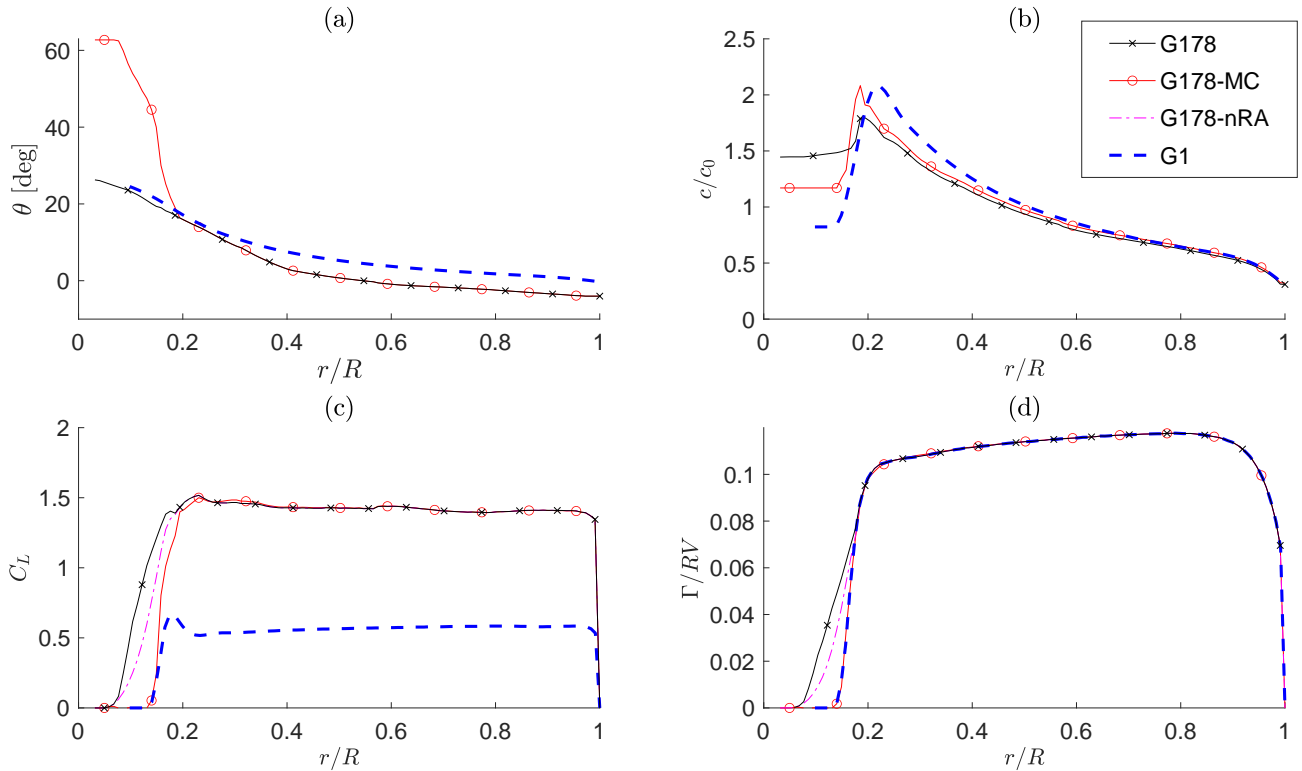 (a)
θ [deg]
60
40
20
0
0
0.2
0.4
0.6
0.8
1
r/R
(b)
c/c₀
2.5
2
1.5
1
0.5
0
0
0.2
0.4
0.6
0.8
1
r/R
G178
G178-MC
G178-nRA
G1
(c)
C_L
2
1.5
1
0.5
0
0
0.2
0.4
0.6
0.8
1
r/R
(d)
Γ/RV
0.1
0.08
0.06
0.04
0.02
0
0
0.2
0.4
0.6
0.8
1
r/R